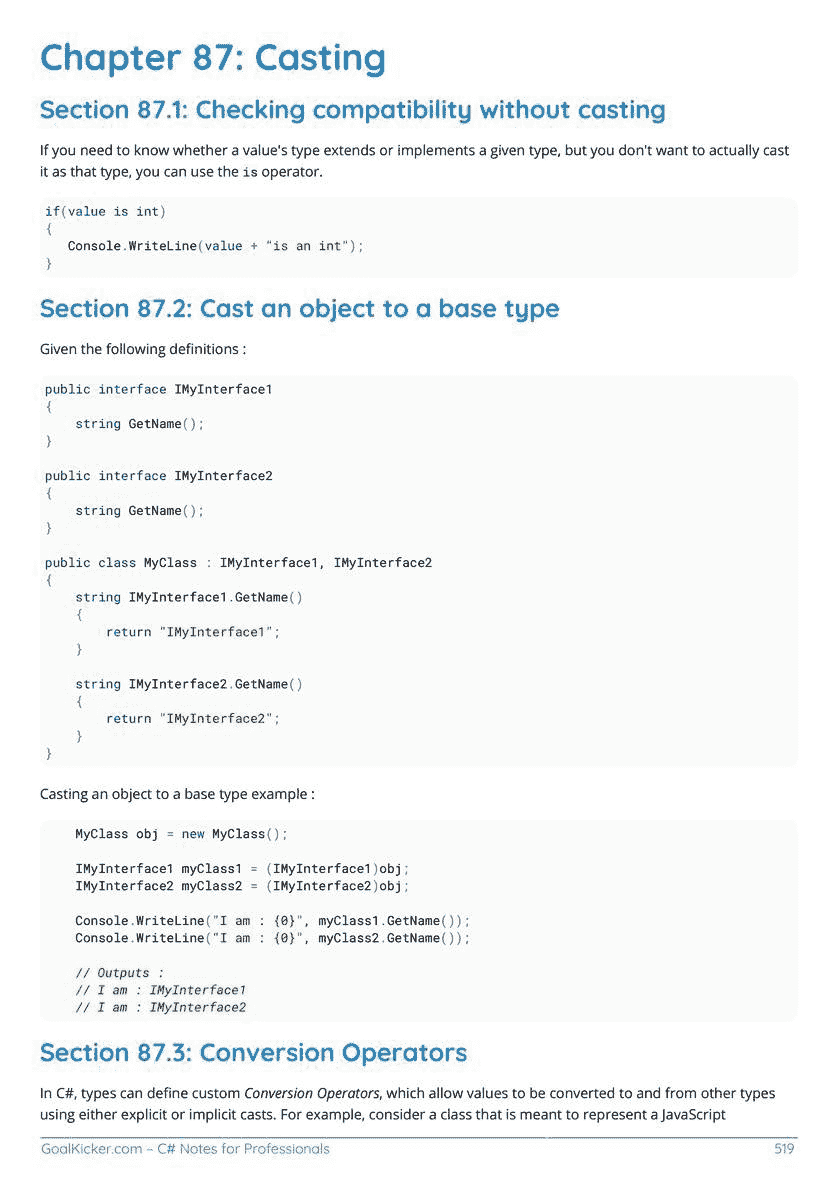 Chapter 87: Casting
Section 87.1: Checking compatibility without casting
If you need to know whether a value's type extends or implements a given type, but you don't want to actually cast
it as that type, you can use the is operator.
if(value is int)
{
   Console.WriteLine(value + "is an int");
}
Section 87.2: Cast an object to a base type
Given the following definitions :
public interface IMyInterface1
{
    string GetName();
}
public interface IMyInterface2
{
    string GetName();
}
public class MyClass : IMyInterface1, IMyInterface2
{
    string IMyInterface1.GetName()
    {
        return "IMyInterface1";
    }
    string IMyInterface2.GetName()
    {
        return "IMyInterface2";
    }
}
Casting an object to a base type example :
    MyClass obj = new MyClass();
    IMyInterface1 myClass1 = (IMyInterface1)obj;
    IMyInterface2 myClass2 = (IMyInterface2)obj;
    Console.WriteLine("I am : {0}", myClass1.GetName());
    Console.WriteLine("I am : {0}", myClass2.GetName());
    // Outputs :
    // I am : IMyInterface1
    // I am : IMyInterface2
Section 87.3: Conversion Operators
In C#, types can define custom Conversion Operators, which allow values to be converted to and from other types
using either explicit or implicit casts. For example, consider a class that is meant to represent a JavaScript
GoalKicker.com – C# Notes for Professionals
519